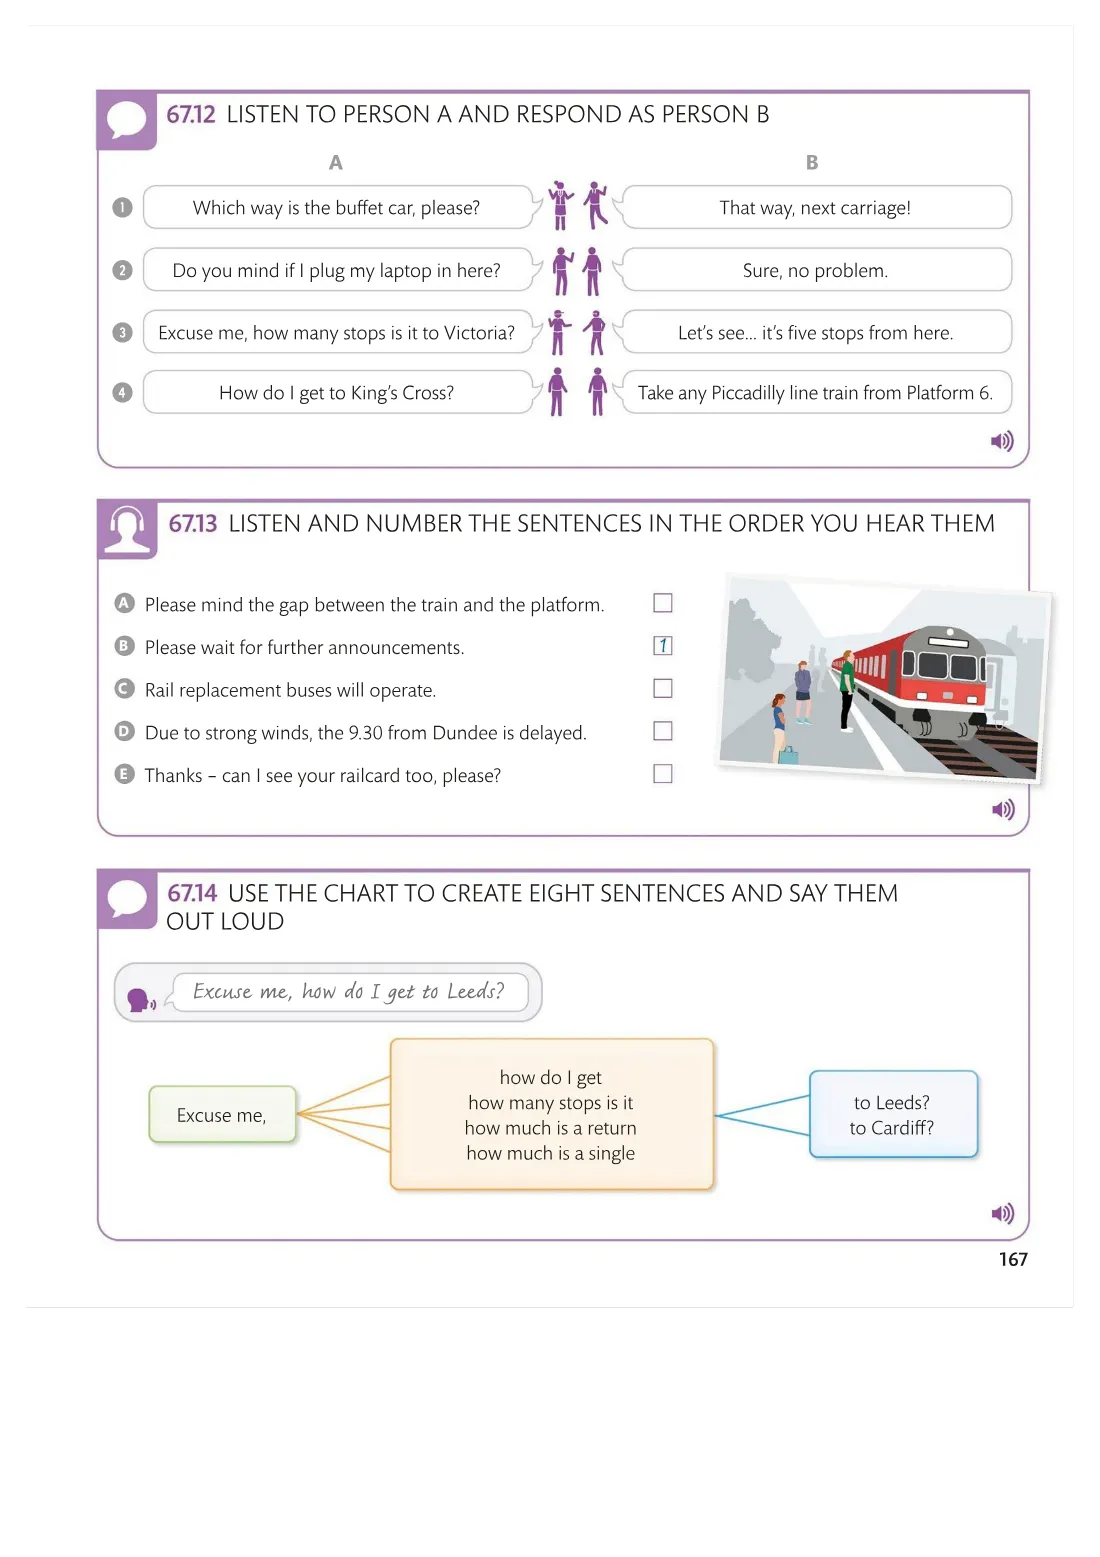 67.12 LISTEN TO PERSON A AND RESPOND AS PERSON B
A
B
1 Which way is the buffet car, please?
That way, next carriage!
2 Do you mind if I plug my laptop in here?
Sure, no problem.
3 Excuse me, how many stops is it to Victoria?
Let's see... it's five stops from here.
4 How do I get to King's Cross?
Take any Piccadilly line train from Platform 6.
67.13 LISTEN AND NUMBER THE SENTENCES IN THE ORDER YOU HEAR THEM
A Please mind the gap between the train and the platform.
B Please wait for further announcements. 1
C Rail replacement buses will operate.
D Due to strong winds, the 9.30 from Dundee is delayed.
E Thanks – can I see your railcard too, please?
67.14 USE THE CHART TO CREATE EIGHT SENTENCES AND SAY THEM
OUT LOUD
Excuse me, how do I get to Leeds?
Excuse me,
how do I get
how many stops is it
how much is a return
how much is a single
to Leeds?
to Cardiff?
167